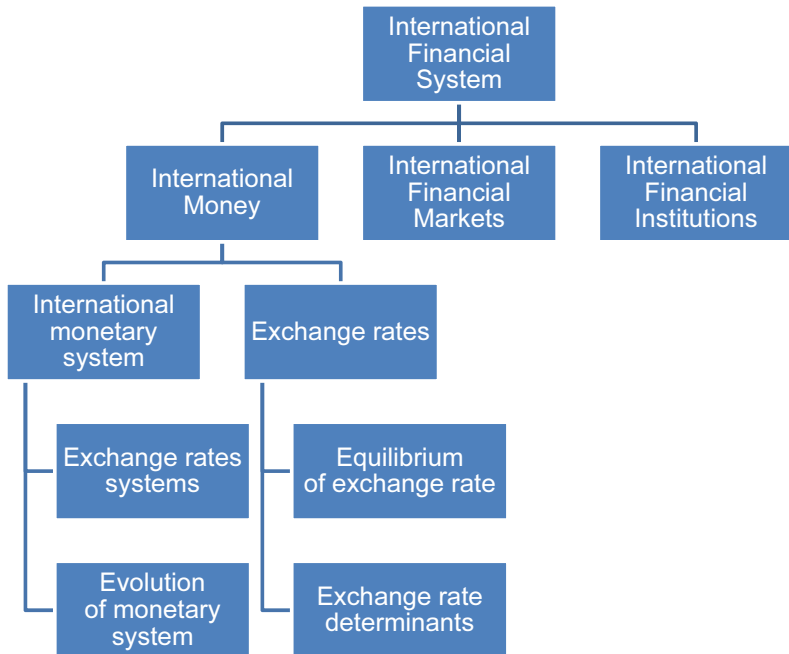 International
Financial
System
International
Money
International
Financial
Markets
International
Financial
Institutions
International
monetary
system
Exchange rates
Exchange rates
systems
Equilibrium
of exchange rate
Evolution
of monetary
system
Exchange rate
determinants